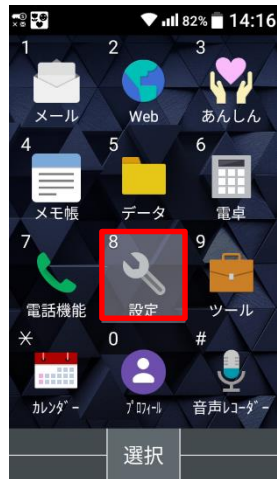 82% 14:16
1 2 3
メール Web あんしん
4 5 6
メモ帳 データ 電卓
7 8 9
電話機能 設定 ツール
* 0 #
ｶﾚﾝﾀﾞｰ ﾌﾟﾛﾌｨｰﾙ 音声ﾚｺｰﾀﾞｰ
選択